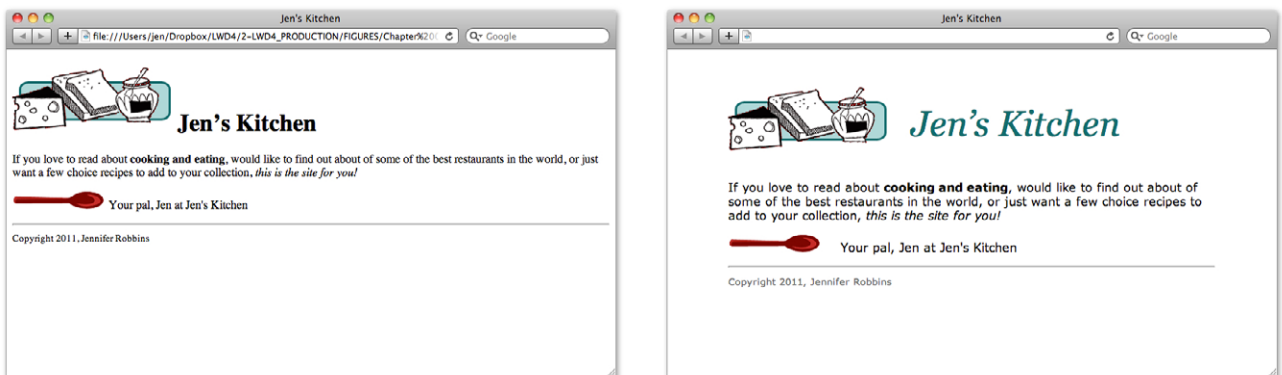 Jen's Kitchen
file:///Users/jen/Dropbox/LWD4/2-LWD4_PRODUCTION/FIGURES/Chapter%20
Google
Jen’s Kitchen
If you love to read about cooking and eating, would like to find out about of some of the best restaurants in the world, or just
want a few choice recipes to add to your collection, this is the site for you!
Your pal, Jen at Jen's Kitchen
Copyright 2011, Jennifer Robbins
Jen's Kitchen
Google
Jen’s Kitchen
If you love to read about cooking and eating, would like to find out about of
some of the best restaurants in the world, or just want a few choice recipes to
add to your collection, this is the site for you!
Your pal, Jen at Jen's Kitchen
Copyright 2011, Jennifer Robbins